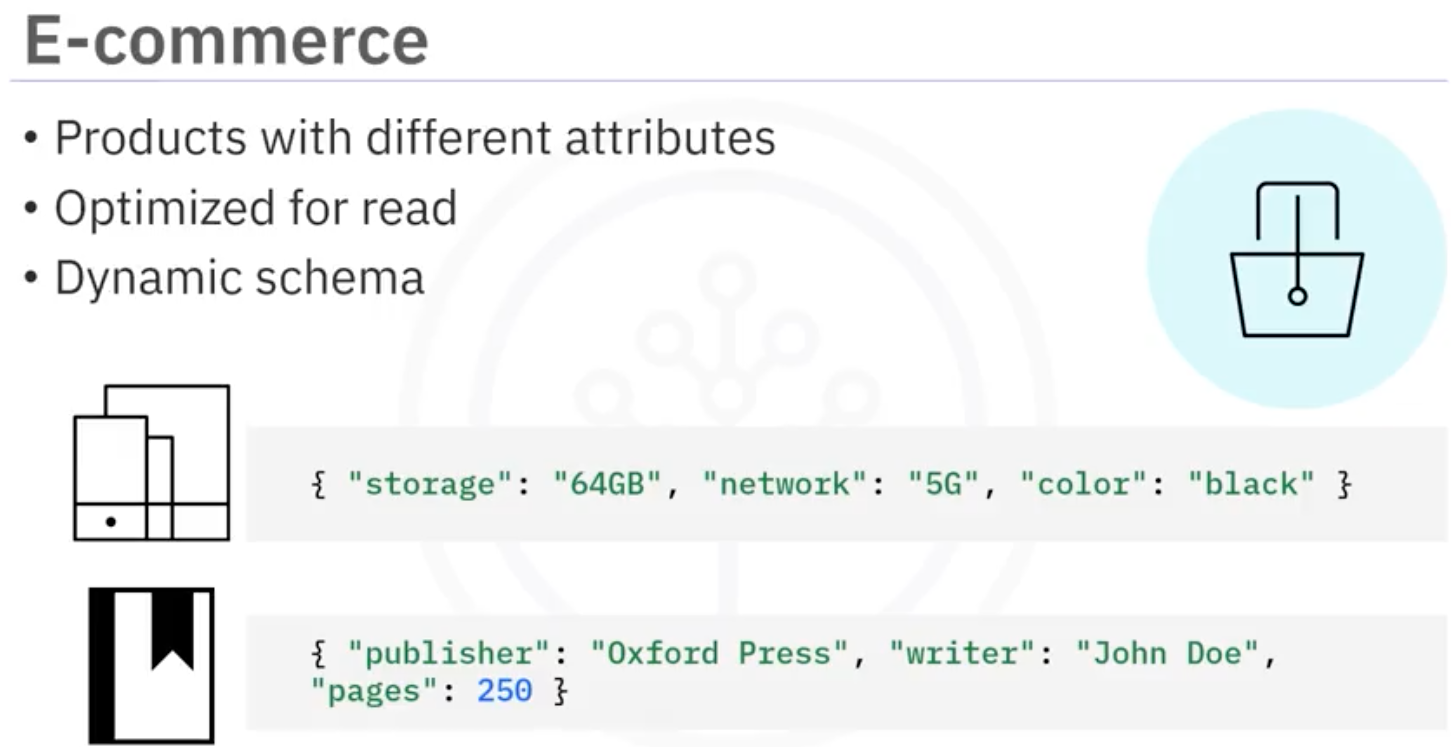 E-commerce
• Products with different attributes
• Optimized for read
• Dynamic schema
{ "storage": "64GB", "network": "5G", "color": "black" }
{ "publisher": "Oxford Press", "writer": "John Doe",
"pages": 250 }